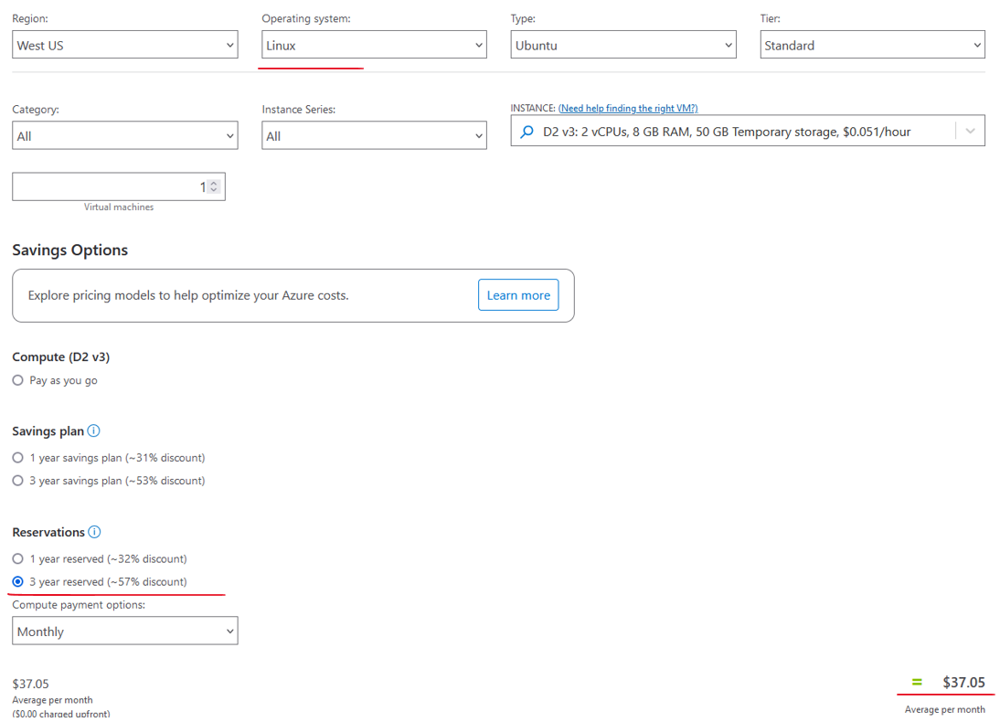 Region:
Operating system:
Type:
Tier:
West US
Linux
Ubuntu
Standard
Category:
Instance Series:
INSTANCE: (Need help finding the right VM?)
All
All
D2 v3: 2 vCPUs, 8 GB RAM, 50 GB Temporary storage, $0.051/hour
1
Virtual machines
Savings Options
Explore pricing models to help optimize your Azure costs.
Learn more
Compute (D2 v3)
Pay as you go
Savings plan
1 year savings plan (~31% discount)
3 year savings plan (~53% discount)
Reservations
1 year reserved (~32% discount)
3 year reserved (~57% discount)
Compute payment options:
Monthly
$37.05
Average per month
($0.00 charged upfront)
= $37.05
Average per month